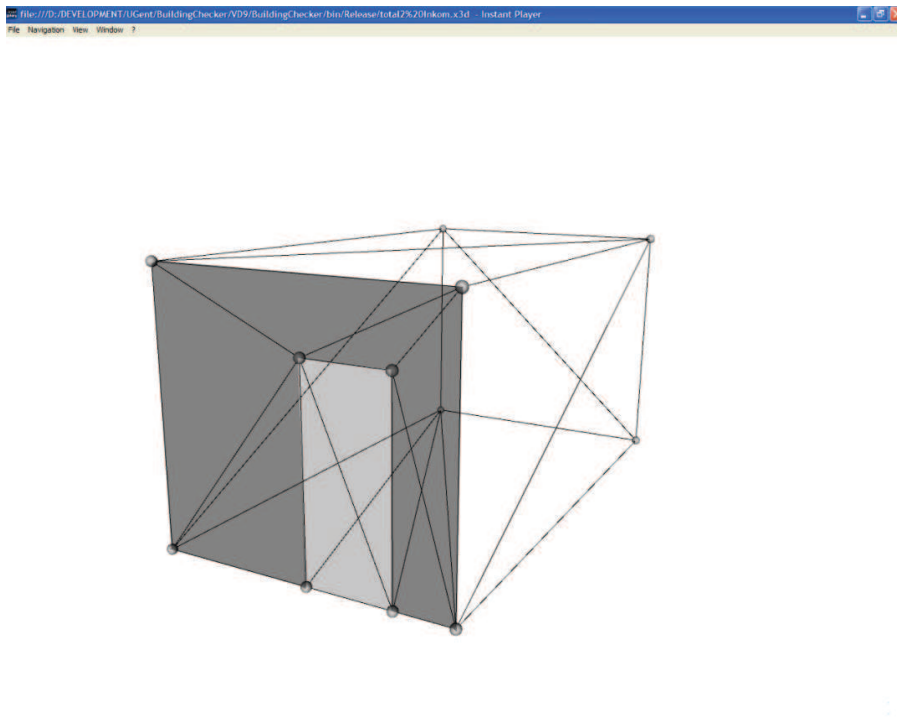 file:///D:/DEVELOPMENT/UGent/BuildingChecker/VD9/BuildingChecker/bin/Release/total2%20Inkom.x3d - Instant Player
File Navigation View Window ?